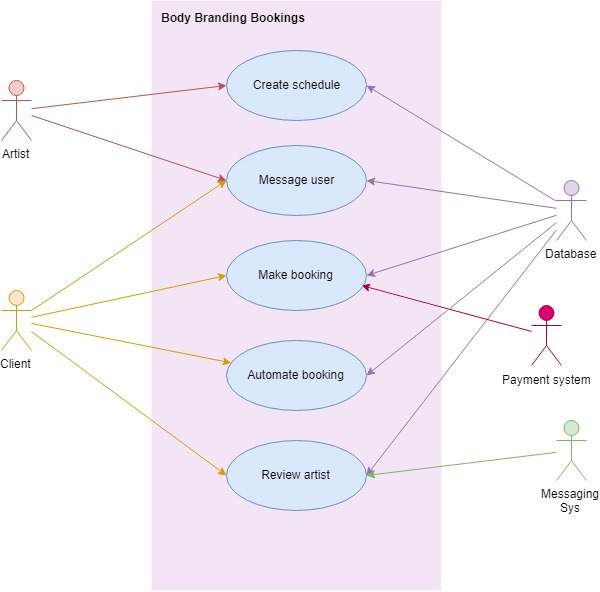 Body Branding Bookings
Create schedule
Artist
Message user
Database
Make booking
Client
Payment system
Automate booking
Review artist
Messaging
Sys